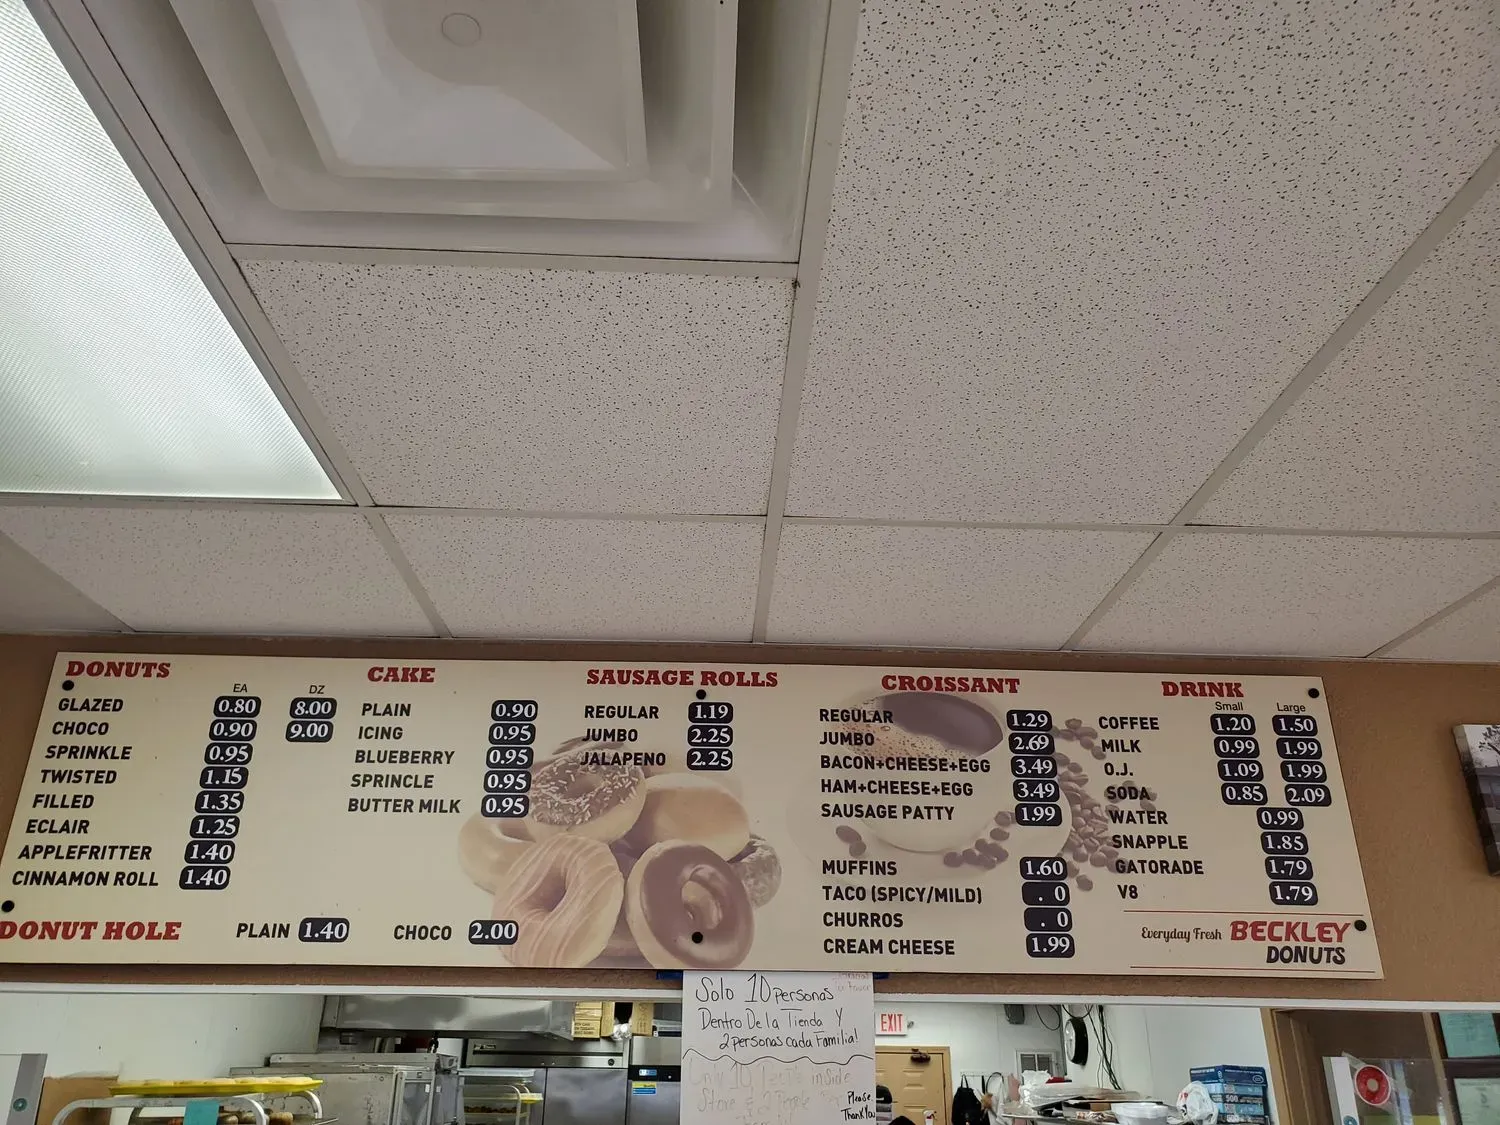 DONUTS
EA DZ
GLAZED 0.80 8.00
CHOCO 0.90 9.00
SPRINKLE 0.95
TWISTED 1.15
FILLED 1.35
ECLAIR 1.25
APPLEFRITTER 1.40
CINNAMON ROLL 1.40
DONUT HOLE PLAIN 1.40 CHOCO 2.00
CAKE
PLAIN 0.90
ICING 0.95
BLUEBERRY 0.95
SPRINCLE 0.95
BUTTER MILK 0.95
SAUSAGE ROLLS
REGULAR 1.19
JUMBO 2.25
JALAPENO 2.25
CROISSANT
REGULAR 1.29
JUMBO 2.69
BACON+CHEESE+EGG 3.49
HAM+CHEESE+EGG 3.49
SAUSAGE PATTY 1.99
MUFFINS 1.60
TACO (SPICY/MILD) . 0
CHURROS . 0
CREAM CHEESE 1.99
DRINK
Small Large
COFFEE 1.20 1.50
MILK 0.99 1.99
O.J. 1.09 1.99
SODA 0.85 2.09
WATER 0.99
SNAPPLE 1.85
GATORADE 1.79
V8 1.79
Everyday Fresh BECKLEY
DONUTS
Solo 10 personas
Dentro De la Tienda Y
2 personas cada Familia!
Only 10 inside
Store & 2 People
Please
Thank You
EXIT